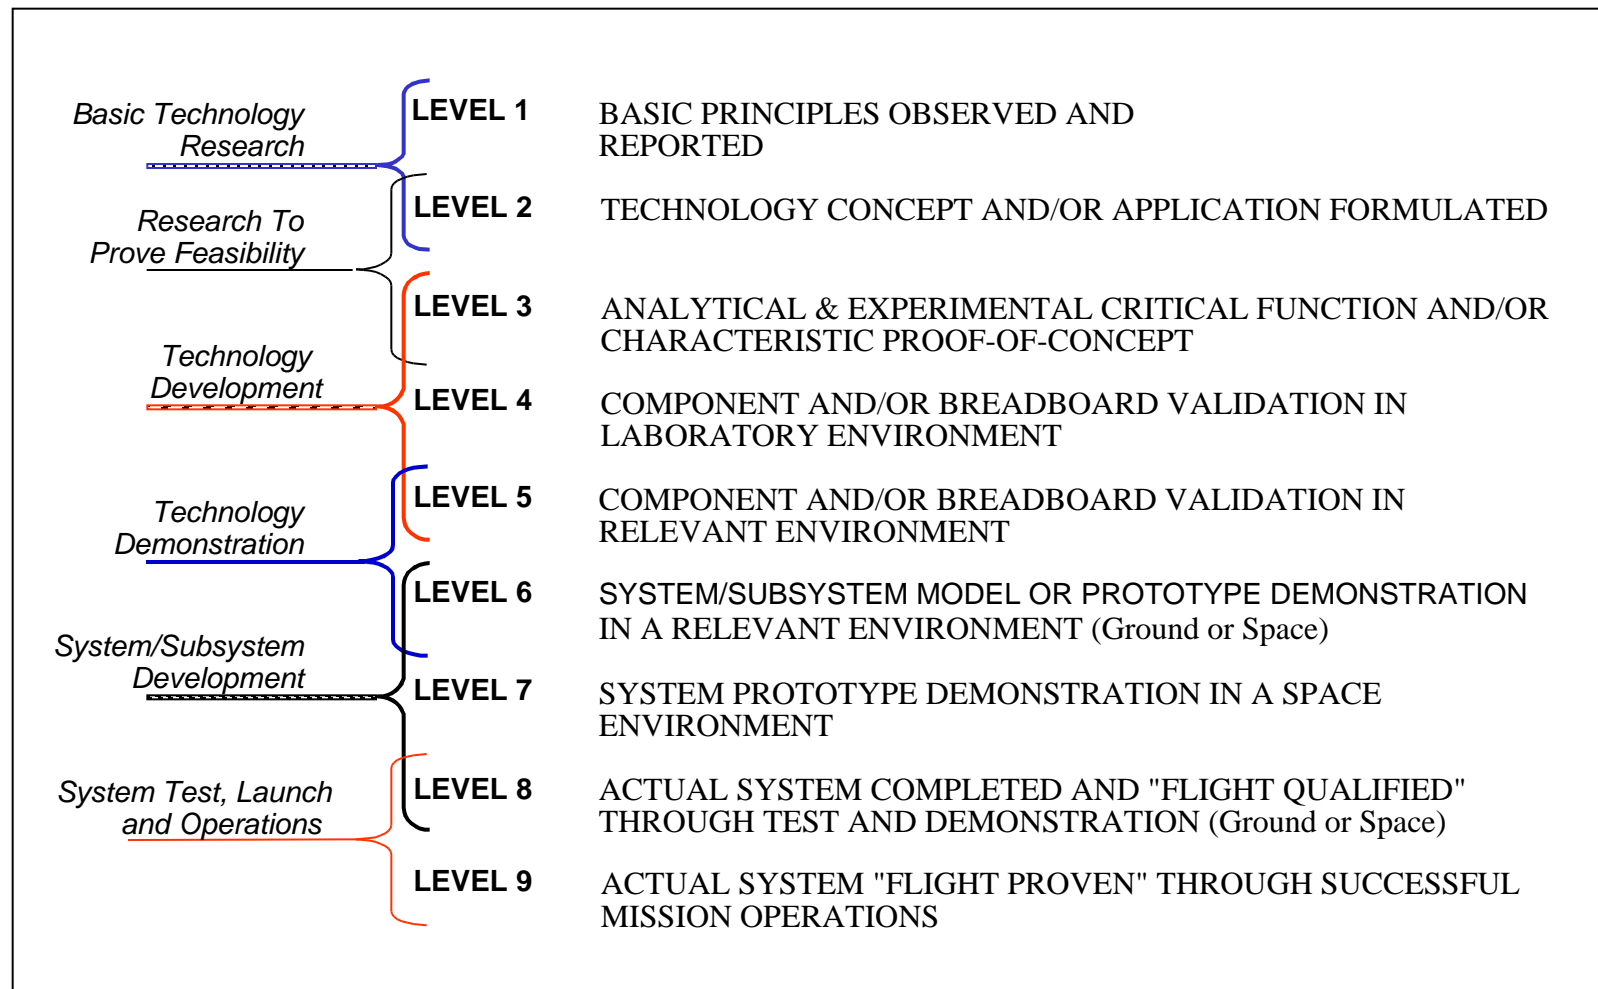 Basic Technology
Research
LEVEL 1
BASIC PRINCIPLES OBSERVED AND
REPORTED
Research To
Prove Feasibility
LEVEL 2
TECHNOLOGY CONCEPT AND/OR APPLICATION FORMULATED
LEVEL 3
ANALYTICAL & EXPERIMENTAL CRITICAL FUNCTION AND/OR
CHARACTERISTIC PROOF-OF-CONCEPT
Technology
Development
LEVEL 4
COMPONENT AND/OR BREADBOARD VALIDATION IN
LABORATORY ENVIRONMENT
Technology
Demonstration
LEVEL 5
COMPONENT AND/OR BREADBOARD VALIDATION IN
RELEVANT ENVIRONMENT
LEVEL 6
SYSTEM/SUBSYSTEM MODEL OR PROTOTYPE DEMONSTRATION
IN A RELEVANT ENVIRONMENT (Ground or Space)
System/Subsystem
Development
LEVEL 7
SYSTEM PROTOTYPE DEMONSTRATION IN A SPACE
ENVIRONMENT
System Test, Launch
and Operations
LEVEL 8
ACTUAL SYSTEM COMPLETED AND "FLIGHT QUALIFIED"
THROUGH TEST AND DEMONSTRATION (Ground or Space)
LEVEL 9
ACTUAL SYSTEM "FLIGHT PROVEN" THROUGH SUCCESSFUL
MISSION OPERATIONS